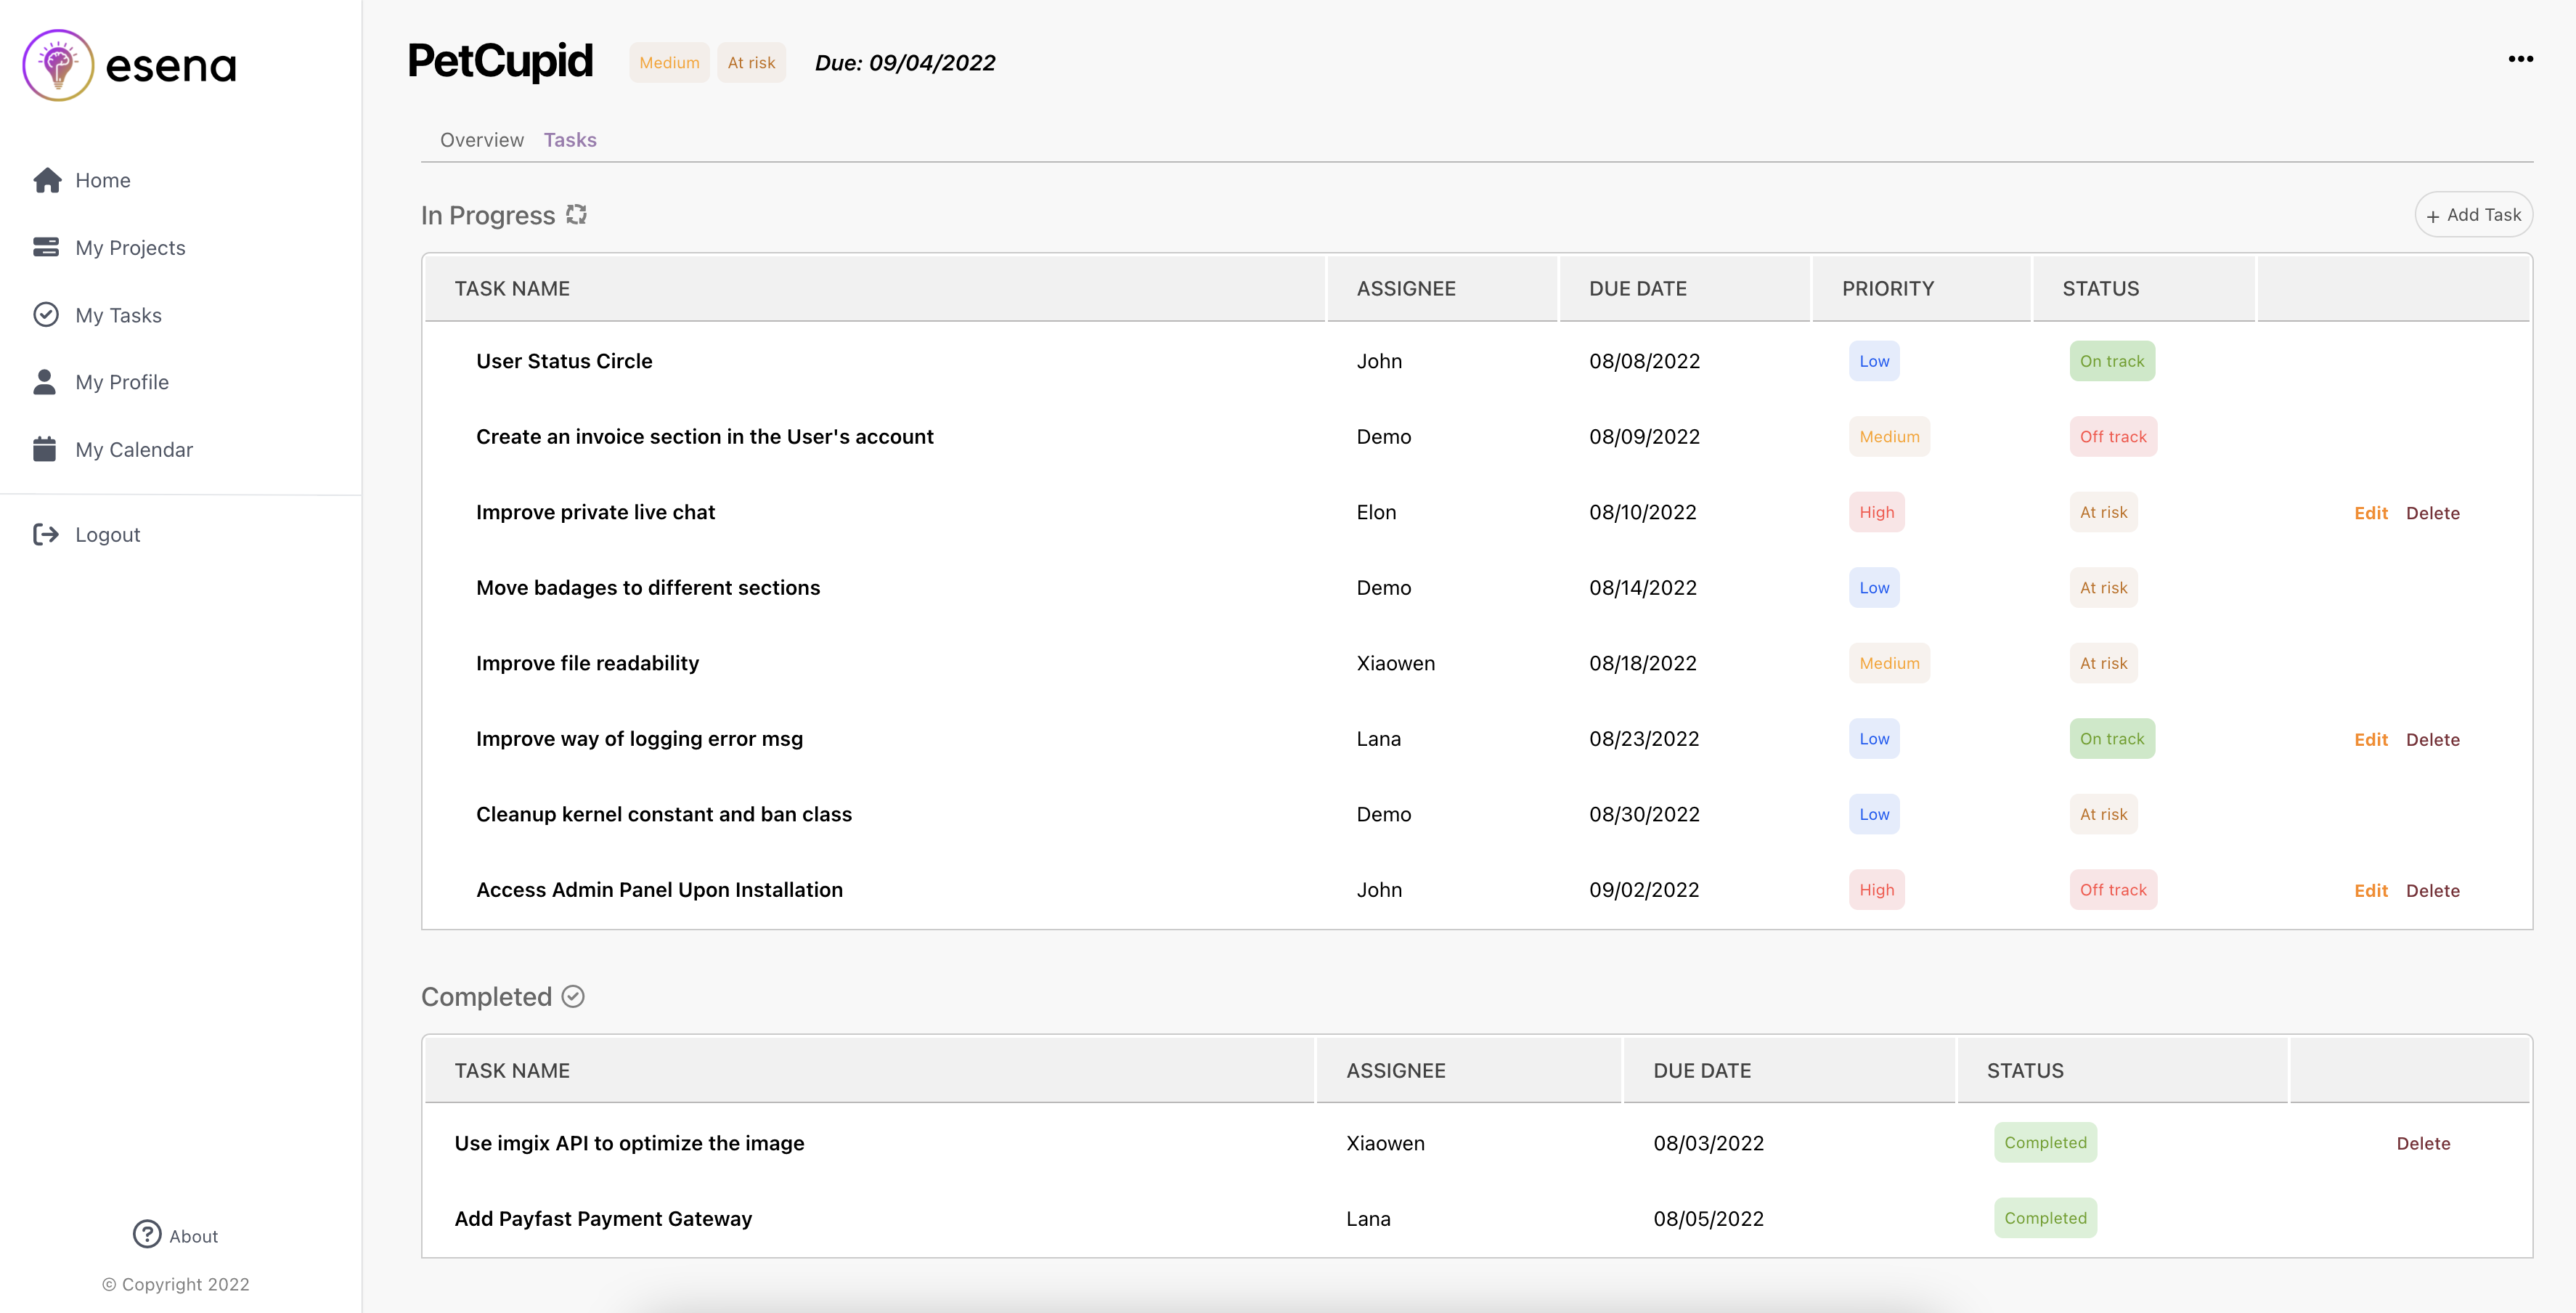 esena
Home
My Projects
My Tasks
My Profile
My Calendar
Logout
About
© Copyright 2022
PetCupid Medium At risk Due: 09/04/2022
Overview Tasks
In Progress
+ Add Task
TASK NAME ASSIGNEE DUE DATE PRIORITY STATUS
User Status Circle John 08/08/2022 Low On track
Create an invoice section in the User's account Demo 08/09/2022 Medium Off track
Improve private live chat Elon 08/10/2022 High At risk Edit Delete
Move badages to different sections Demo 08/14/2022 Low At risk
Improve file readability Xiaowen 08/18/2022 Medium At risk
Improve way of logging error msg Lana 08/23/2022 Low On track Edit Delete
Cleanup kernel constant and ban class Demo 08/30/2022 Low At risk
Access Admin Panel Upon Installation John 09/02/2022 High Off track Edit Delete
Completed
TASK NAME ASSIGNEE DUE DATE STATUS
Use imgix API to optimize the image Xiaowen 08/03/2022 Completed Delete
Add Payfast Payment Gateway Lana 08/05/2022 Completed